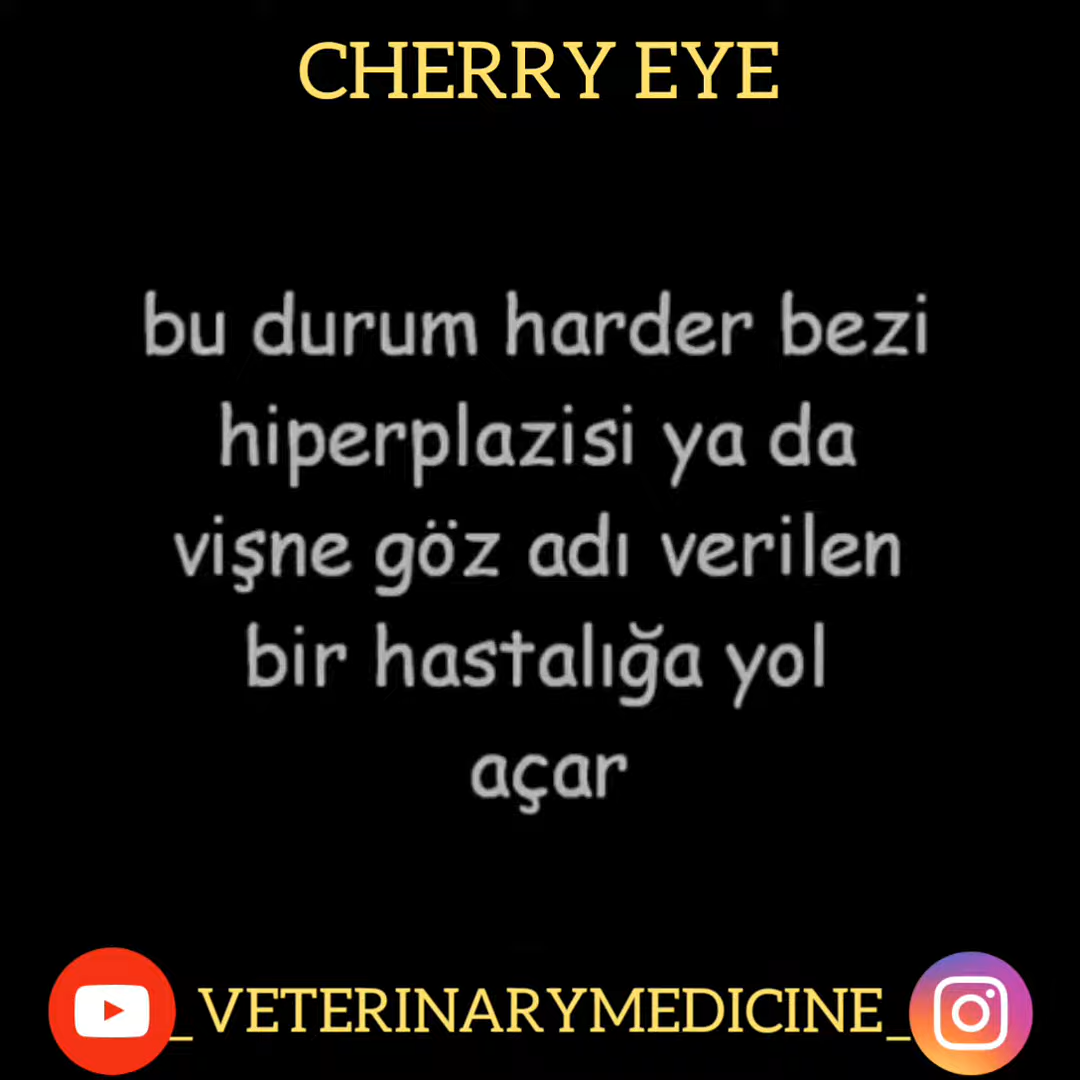 CHERRY EYE
bu durum harder bezi
hiperplazisi ya da
vişne göz adı verilen
bir hastalığa yol
açar
_VETERINARYMEDICINE_